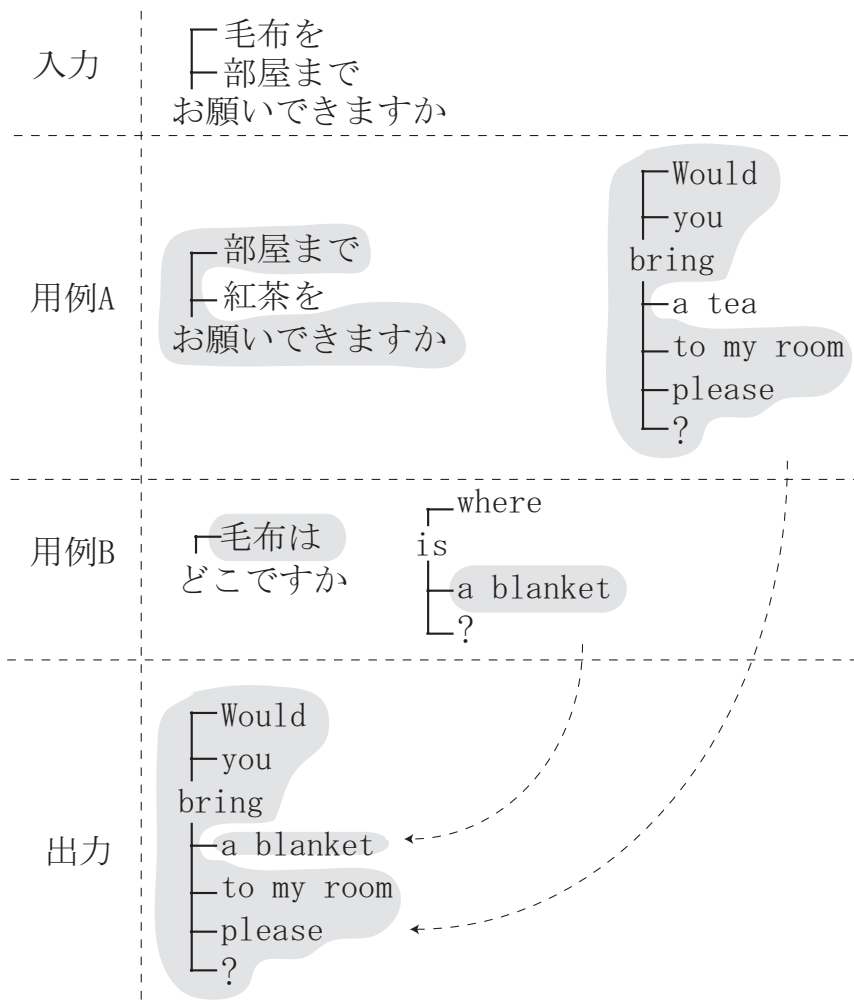 入力
毛布を
部屋まで
お願いできますか
用例A
部屋まで
紅茶を
お願いできますか
Would
you
bring
a tea
to my room
please
?
用例B
毛布は
どこですか
where
is
a blanket
?
出力
Would
you
bring
a blanket
to my room
please
?